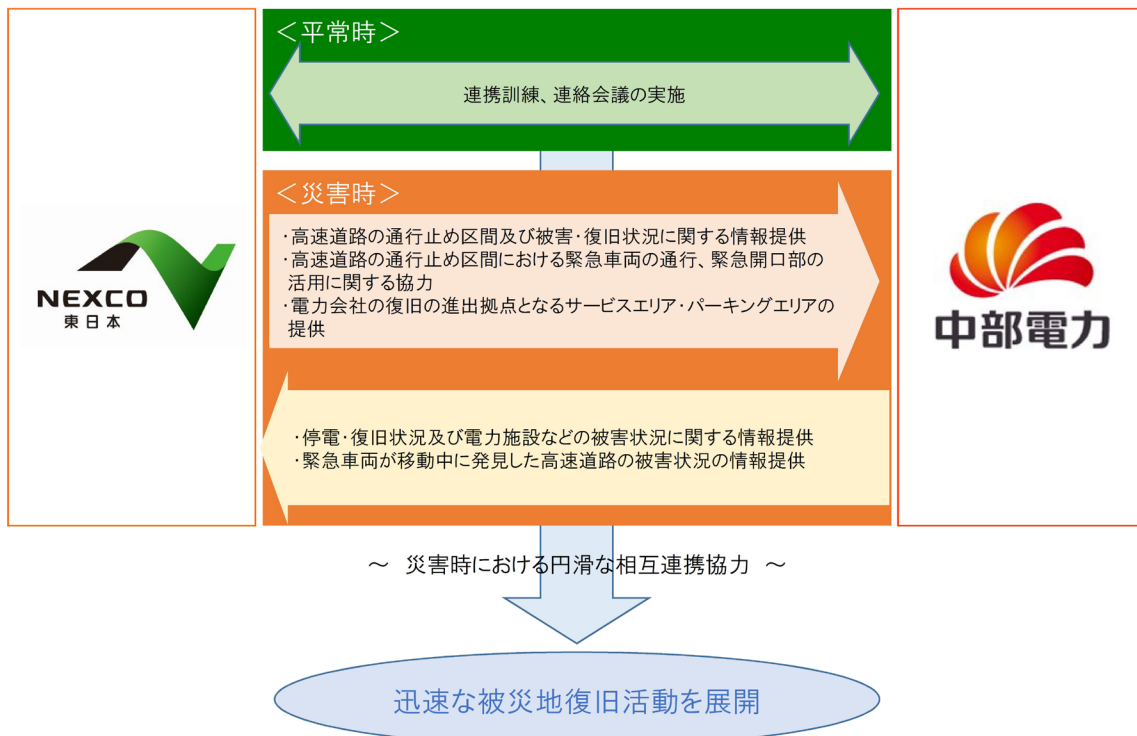 ＜平常時＞
連携訓練、連絡会議の実施
＜災害時＞
・高速道路の通行止め区間及び被害・復旧状況に関する情報提供
・高速道路の通行止め区間における緊急車両の通行、緊急開口部の
活用に関する協力
・電力会社の復旧の進出拠点となるサービスエリア・パーキングエリアの
提供
NEXCO
東日本
中部電力
・停電・復旧状況及び電力施設などの被害状況に関する情報提供
・緊急車両が移動中に発見した高速道路の被害状況の情報提供
～ 災害時における円滑な相互連携協力 ～
迅速な被災地復旧活動を展開